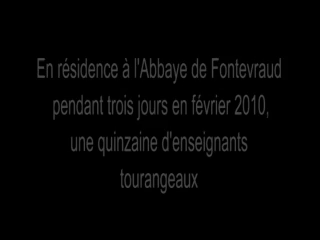 En résidence à l'Abbaye de Fontevraud
pendant trois jours en février 2010,
une quinzaine d'enseignants
tourangeaux